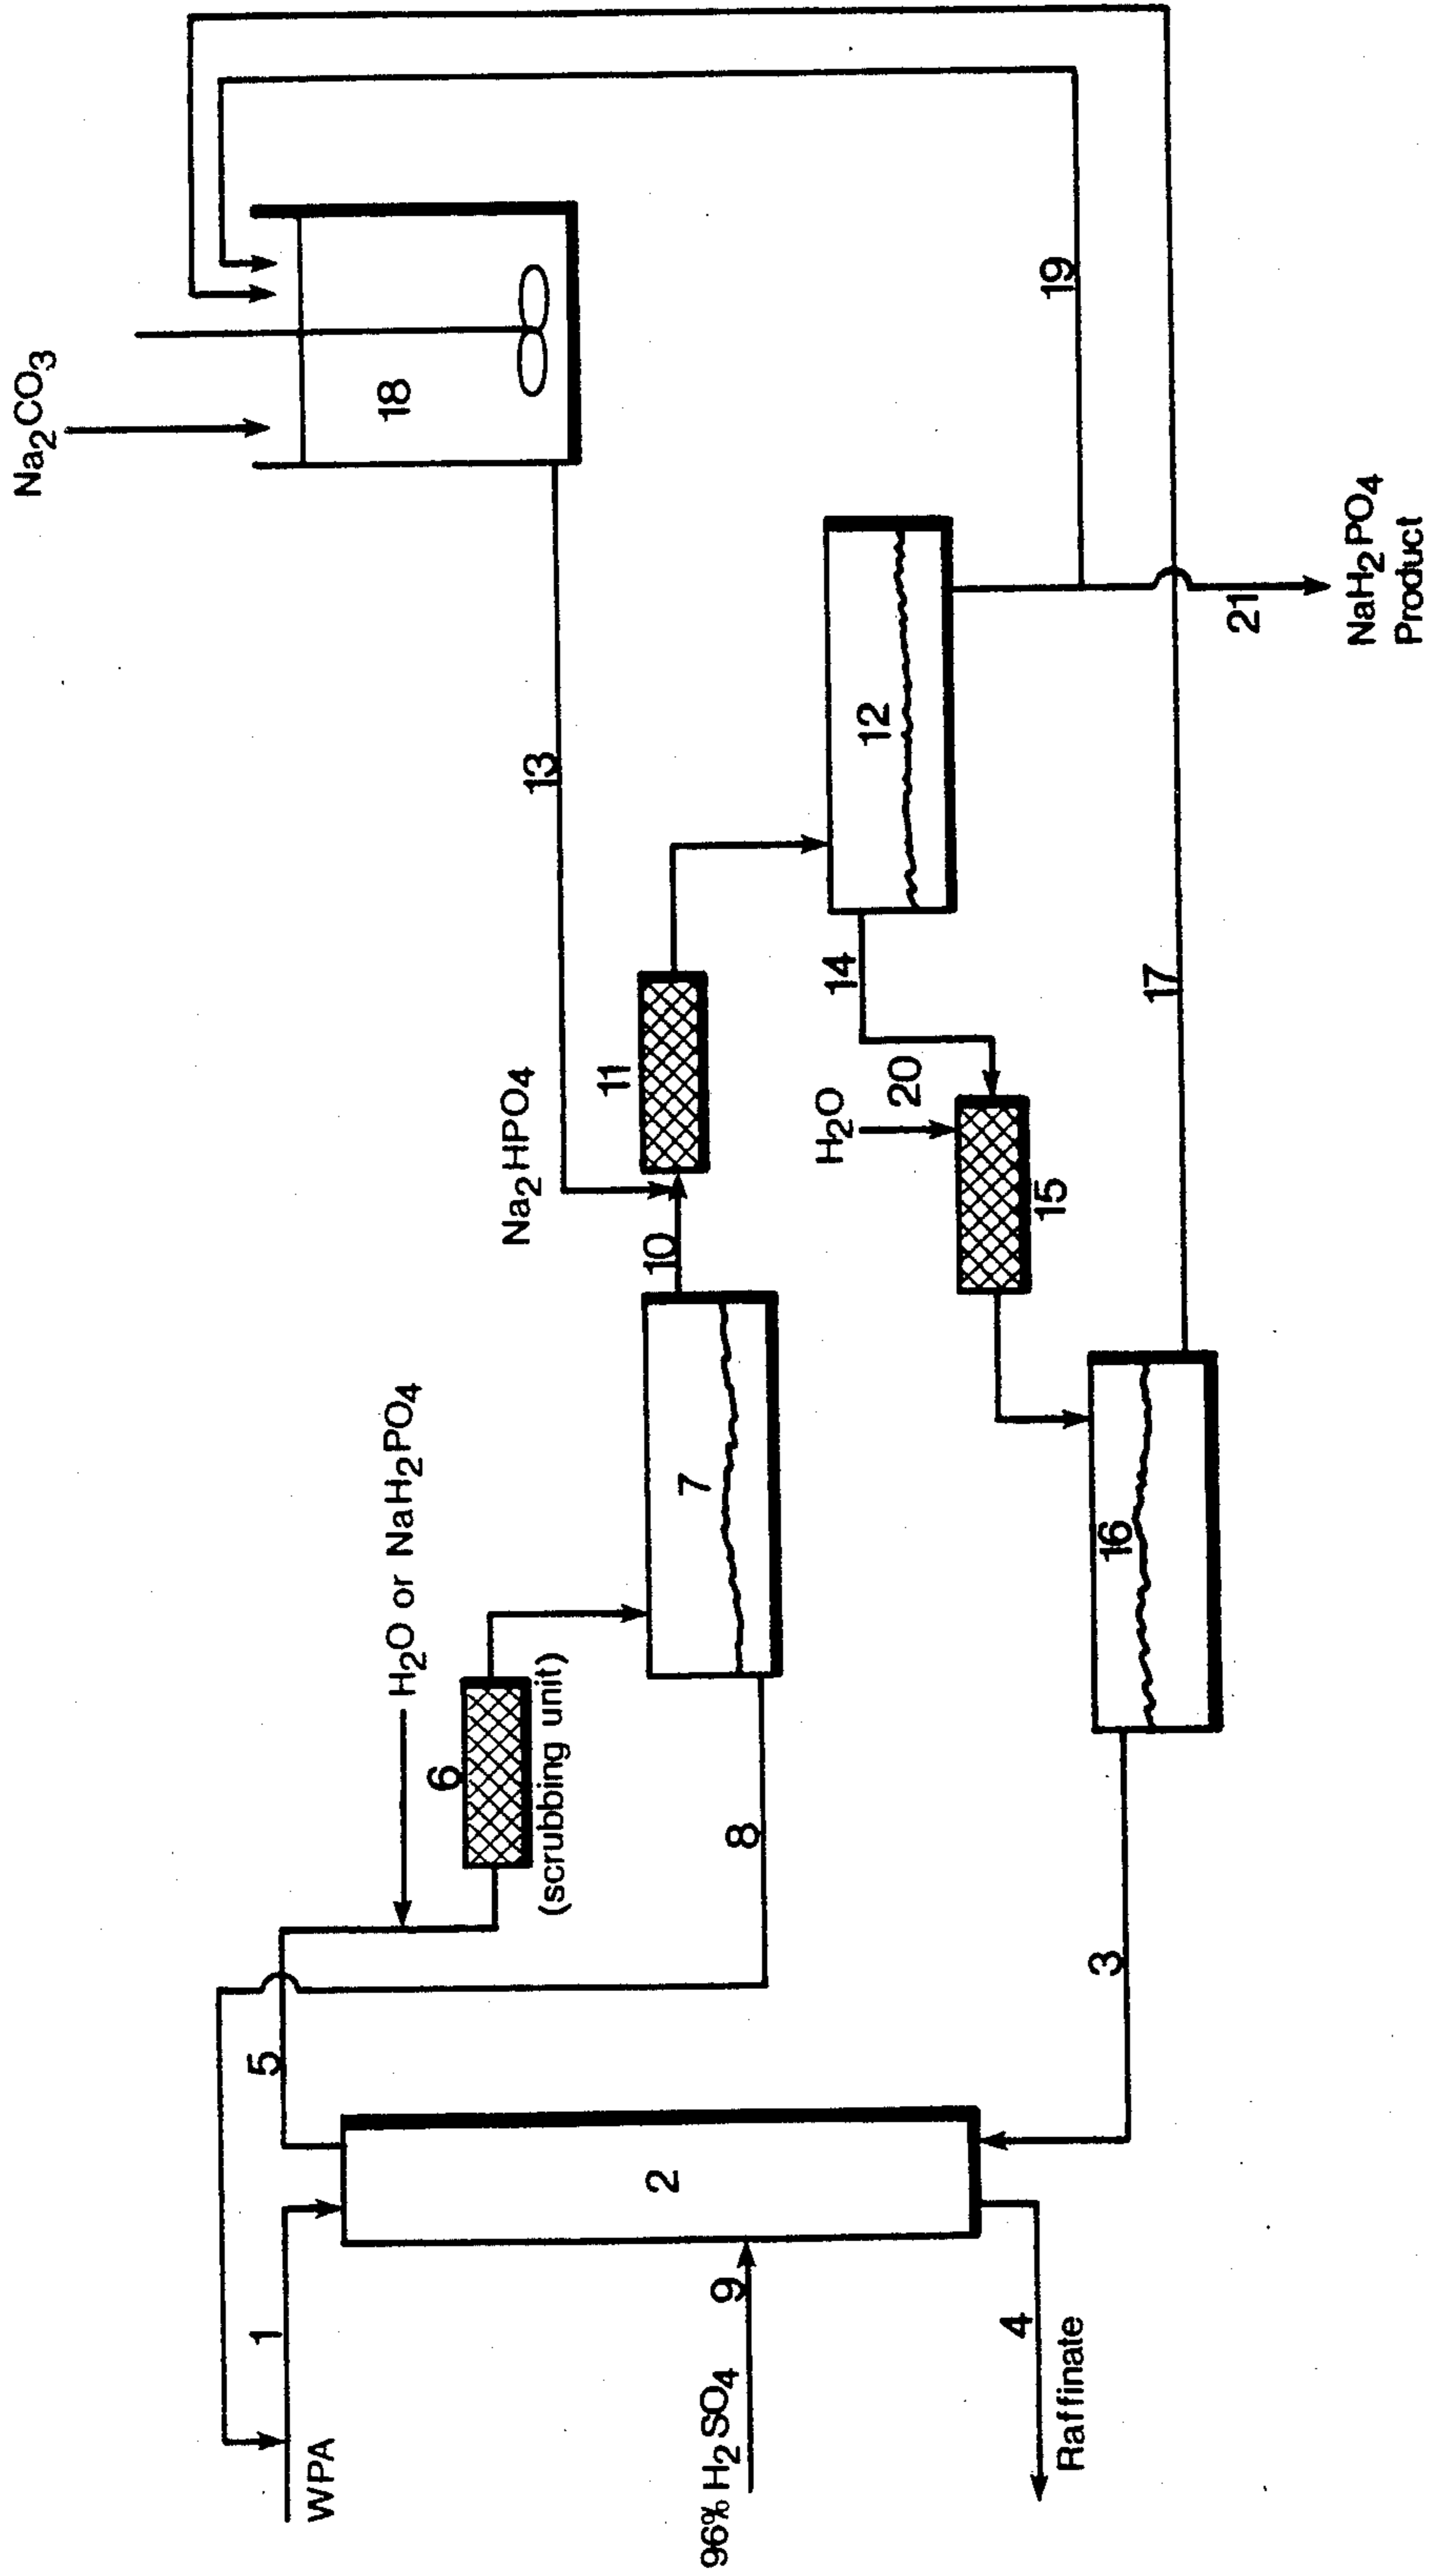 Na2CO3
18
13
19
Na2HPO4
11
12
10
14
H2O
20
15
17
21
NaH2PO4
Product
H2O or NaH2PO4
6
(scrubbing unit)
7
8
16
5
3
1
WPA
2
9
96% H2SO4
4
Raffinate